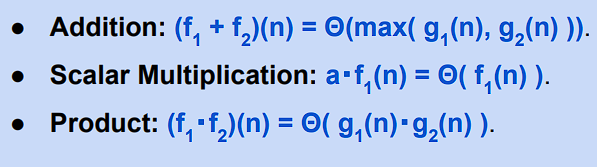 ● Addition: (f₁ + f₂)(n) = Θ(max( g₁(n), g₂(n) )).
● Scalar Multiplication: a·f₁(n) = Θ( f₁(n) ).
● Product: (f₁·f₂)(n) = Θ( g₁(n)·g₂(n) ).